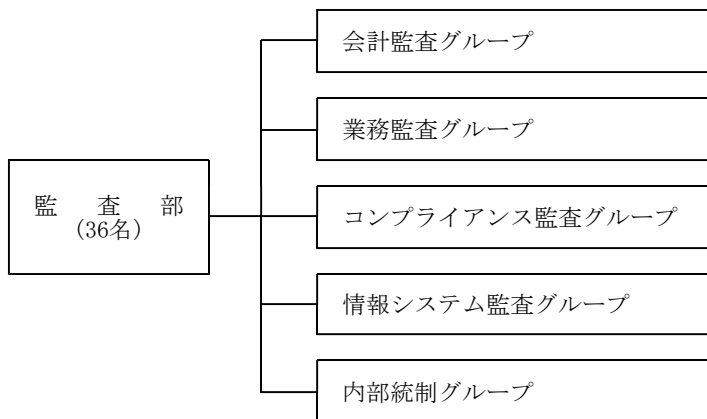 会計監査グループ
業務監査グループ
監査部
（36名）
コンプライアンス監査グループ
情報システム監査グループ
内部統制グループ